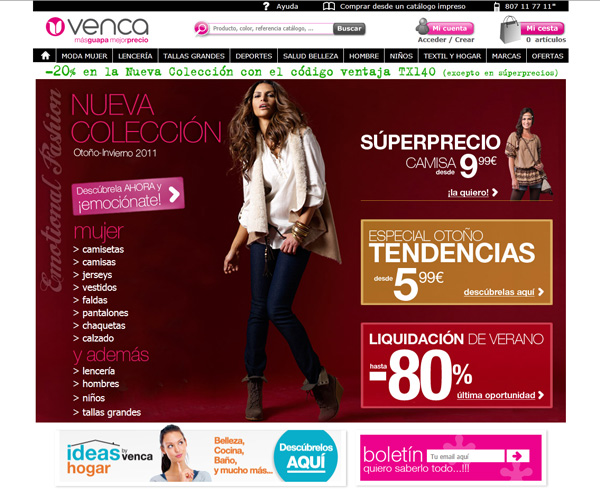 ? Ayuda
Comprar desde un catálogo impreso
807 11 77 11*
venca
másguapa mejorprecio
Producto, color, referencia catálogo, ...
Buscar
Mi cuenta
Acceder / Crear
Mi cesta
0 artículos
MODA MUJER
LENCERÍA
TALLAS GRANDES
DEPORTES
SALUD BELLEZA
HOMBRE
NIÑOS
TEXTIL Y HOGAR
MARCAS
OFERTAS
-20% en la Nueva Colección con el código ventaja TX140 (excepto en súperprecios)
Emotional Fashion
NUEVA
COLECCIÓN
Otoño-Invierno 2011
Descúbrela AHORA y
¡emociónate!
mujer
> camisetas
> camisas
> jerseys
> vestidos
> faldas
> pantalones
> chaquetas
> calzado
y además
> lencería
> hombres
> niños
> tallas grandes
SÚPERPRECIO
CAMISA desde 9,99€
¡la quiero!
ESPECIAL OTOÑO
TENDENCIAS
desde 5,99€
descúbrelas aquí
LIQUIDACIÓN DE VERANO
hasta -80%
última oportunidad
ideas by venca
hogar
Belleza,
Cocina,
Baño,
y mucho más...
Descúbrelos
AQUÍ
boletín
Tu email aquí
quiero saberlo todo...!!!